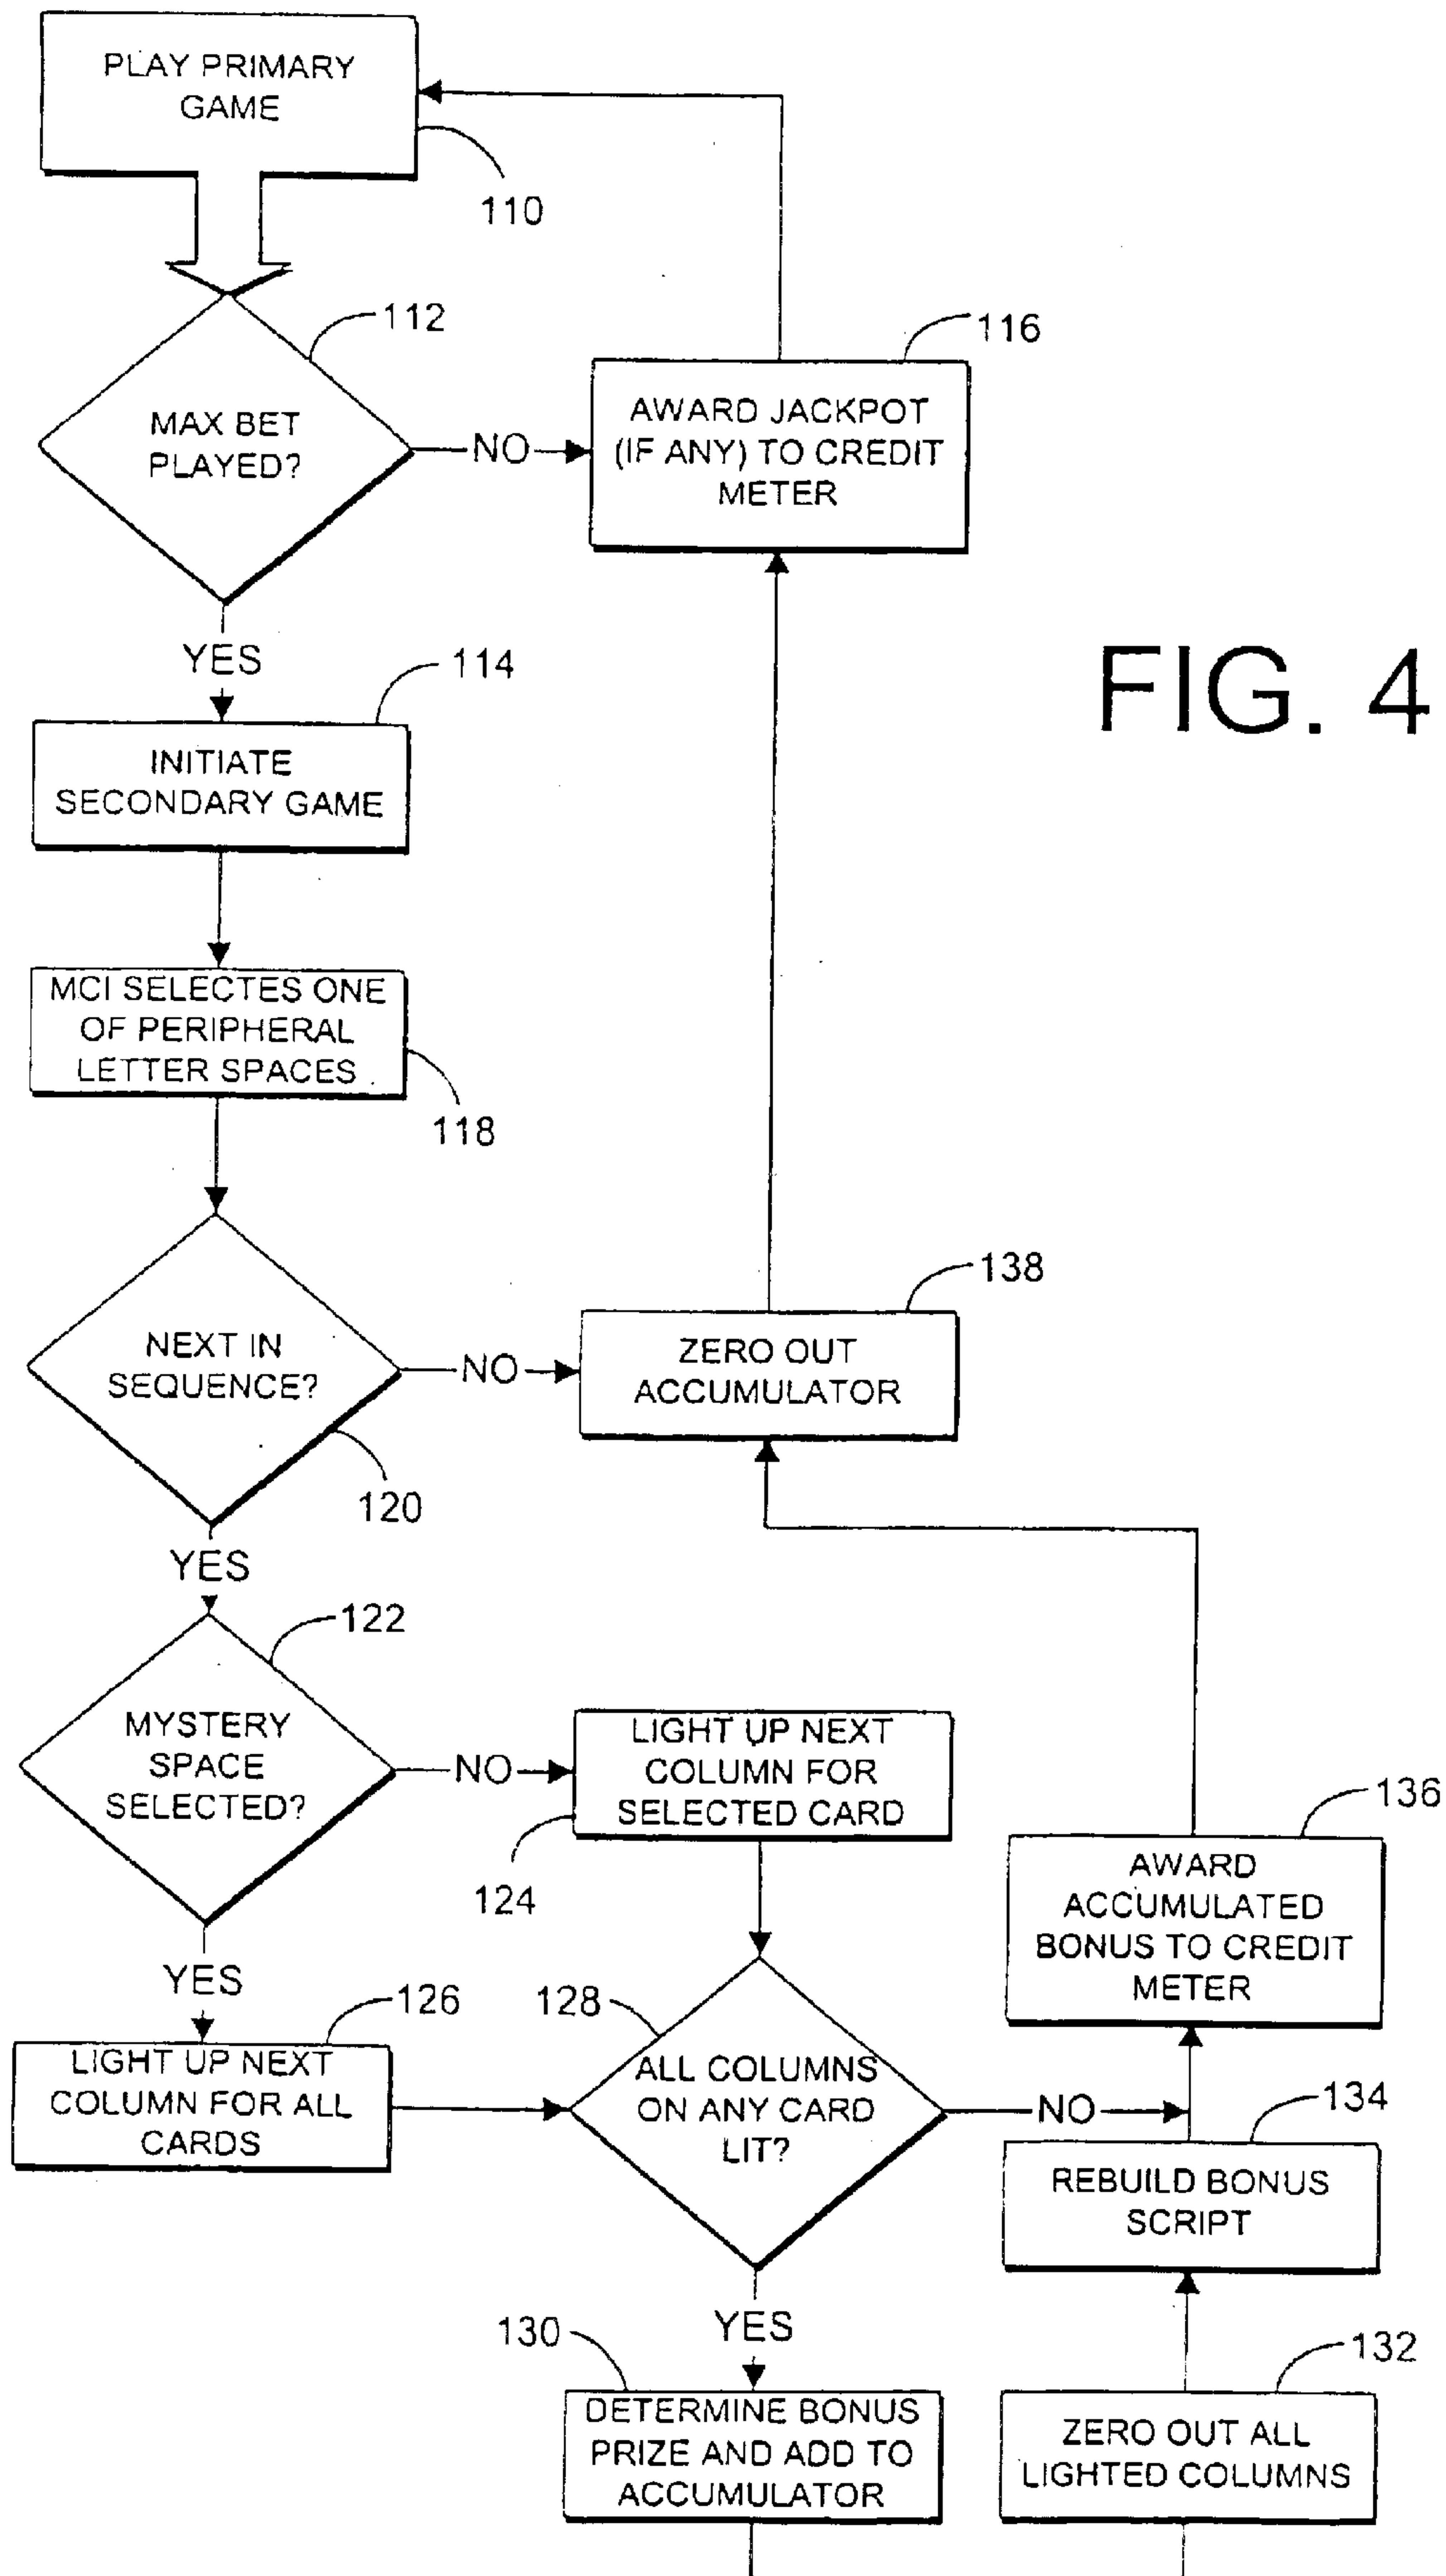 PLAY PRIMARY
GAME
110
112
MAX BET
PLAYED?
NO
116
AWARD JACKPOT
(IF ANY) TO CREDIT
METER
YES
FIG. 4
114
INITIATE
SECONDARY GAME
MCI SELECTES ONE
OF PERIPHERAL
LETTER SPACES
118
NEXT IN
SEQUENCE?
NO
138
ZERO OUT
ACCUMULATOR
120
YES
122
MYSTERY
SPACE
SELECTED?
NO
LIGHT UP NEXT
COLUMN FOR
SELECTED CARD
124
136
AWARD
ACCUMULATED
BONUS TO CREDIT
METER
YES
126
LIGHT UP NEXT
COLUMN FOR ALL
CARDS
128
ALL COLUMNS
ON ANY CARD
LIT?
NO
134
REBUILD BONUS
SCRIPT
YES
130
DETERMINE BONUS
PRIZE AND ADD TO
ACCUMULATOR
132
ZERO OUT ALL
LIGHTED COLUMNS